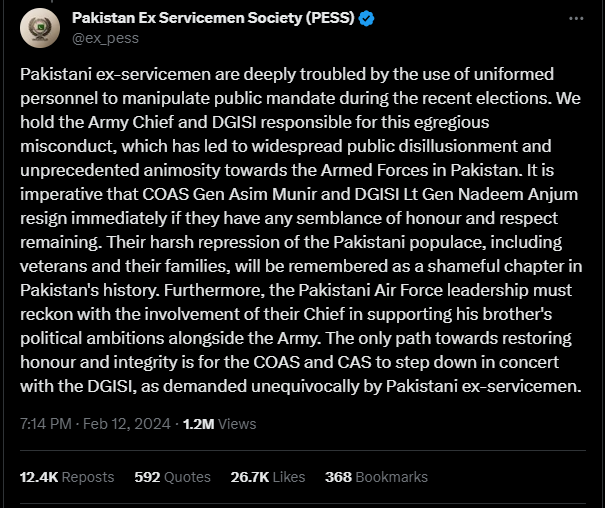 Pakistan Ex Servicemen Society (PESS)
@ex_pess
Pakistani ex-servicemen are deeply troubled by the use of uniformed
personnel to manipulate public mandate during the recent elections. We
hold the Army Chief and DGISI responsible for this egregious
misconduct, which has led to widespread public disillusionment and
unprecedented animosity towards the Armed Forces in Pakistan. It is
imperative that COAS Gen Asim Munir and DGISI Lt Gen Nadeem Anjum
resign immediately if they have any semblance of honour and respect
remaining. Their harsh repression of the Pakistani populace, including
veterans and their families, will be remembered as a shameful chapter in
Pakistan's history. Furthermore, the Pakistani Air Force leadership must
reckon with the involvement of their Chief in supporting his brother's
political ambitions alongside the Army. The only path towards restoring
honour and integrity is for the COAS and CAS to step down in concert
with the DGISI, as demanded unequivocally by Pakistani ex-servicemen.
7:14 PM · Feb 12, 2024 · 1.2M Views
12.4K Reposts 592 Quotes 26.7K Likes 368 Bookmarks